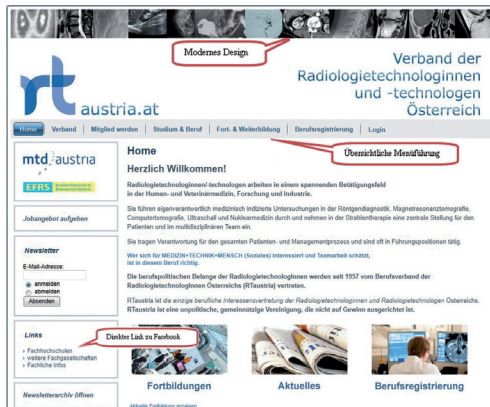 Modernes Design
Verband der
Radiologietechnologinnen
und -technologen
Österreich
rt
austria.at
Home Verband Mitglied werden Studium & Beruf Fort- & Weiterbildung Berufsregistrierung Login
Übersichtliche Menüführung
mtd.austria
EFRS
Jobangebot aufgeben
Newsletter
E-Mail-Adresse:
anmelden
abmelden
Absenden
Links
Direkter Link zu Facebook
Fachhochschulen
weitere Fachgesellschaften
Fachliche Infos
Newsletterarchiv öffnen
Home
Herzlich Willkommen!
Radiologietechnologinnen/-technologen arbeiten in einem spannenden Betätigungsfeld
in der Human- und Veterinärmedizin, Forschung und Industrie.
Sie führen eigenverantwortlich medizinisch indizierte Untersuchungen in der Röntgendiagnostik, Magnetresonanztomografie,
Computertomografie, Ultraschall und Nuklearmedizin durch und nehmen in der Strahlentherapie eine zentrale Stellung für den
Patienten und im multidisziplinären Team ein.
Sie tragen Verantwortung für den gesamten Patienten- und Managementprozess und sind oft in Führungspositionen tätig.
Wer sich für MEDIZIN+TECHNIK+MENSCH (Soziales) interessiert und Teamarbeit schätzt,
ist in diesem Beruf richtig.
Die berufspolitischen Belange der RadiologietechnologInnen werden seit 1957 vom Berufsverband der
RadiologietechnologInnen Österreichs (RTaustria) vertreten.
RTaustria ist die einzige berufliche Interessensvertretung der Radiologietechnologinnen und Radiologietechnologen Österreichs.
RTaustria ist eine unpolitische, gemeinnützige Vereinigung, die nicht auf Gewinn ausgerichtet ist.
Fortbildungen Aktuelles Berufsregistrierung
Aktuelle Fortbildung anzeigen